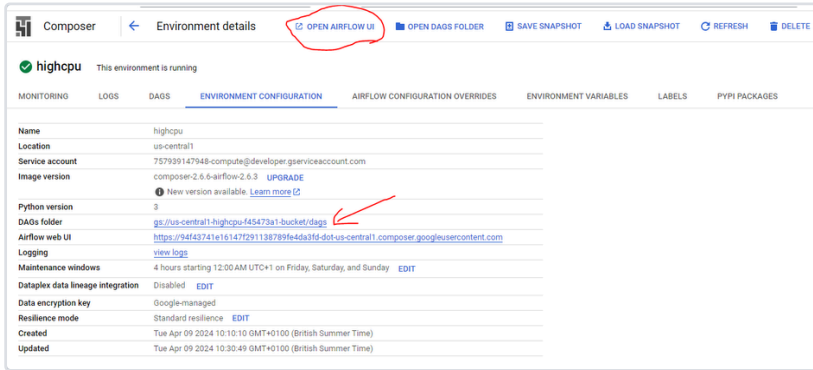 Composer
Environment details
OPEN AIRFLOW UI
OPEN DAGS FOLDER
SAVE SNAPSHOT
LOAD SNAPSHOT
REFRESH
DELETE
highcpu
This environment is running
MONITORING
LOGS
DAGS
ENVIRONMENT CONFIGURATION
AIRFLOW CONFIGURATION OVERRIDES
ENVIRONMENT VARIABLES
LABELS
PYPI PACKAGES
Name highcpu
Location us-central1
Service account 757939147948-compute@developer.gserviceaccount.com
Image version composer-2.6.6-airflow-2.6.3 UPGRADE
New version available. Learn more
Python version 3
DAGs folder gs://us-central1-highcpu-f45473a1-bucket/dags
Airflow web UI https://94f43741e16147f291138789fe4da3fd-dot-us-central1.composer.googleusercontent.com
Logging view logs
Maintenance windows 4 hours starting 12:00 AM UTC+1 on Friday, Saturday, and Sunday EDIT
Dataplex data lineage integration Disabled EDIT
Data encryption key Google-managed
Resilience mode Standard resilience EDIT
Created Tue Apr 09 2024 10:10:10 GMT+0100 (British Summer Time)
Updated Tue Apr 09 2024 10:30:49 GMT+0100 (British Summer Time)